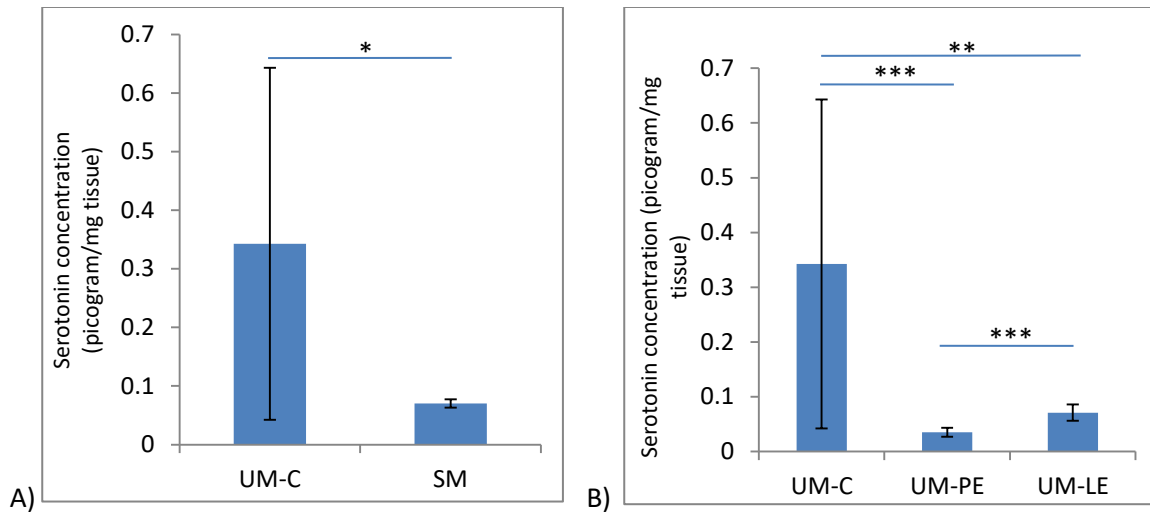 Serotonin concentration
(picogram/mg tissue)
0.7
0.6
0.5
0.4
0.3
0.2
0.1
0
*
UM-C SM
A)
Serotonin concentration (picogram/mg
tissue)
0.7
0.6
0.5
0.4
0.3
0.2
0.1
0
**
***
***
UM-C UM-PE UM-LE
B)